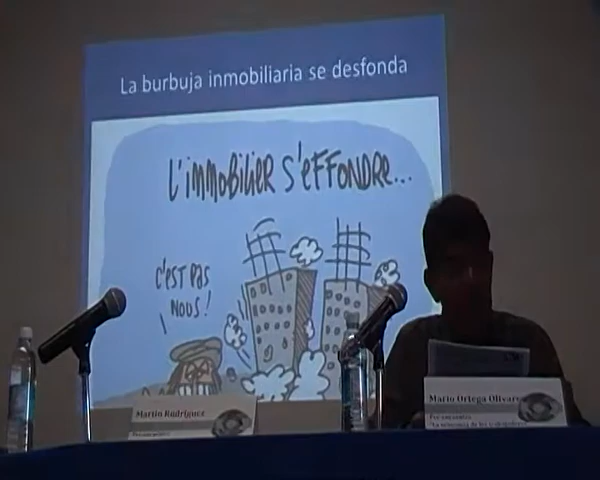 La burbuja inmobiliaria se desfonda
L'immobilier s'effondre...
c'est pas
nous!
Martín Rodríguez
Mario Ortega Olivares